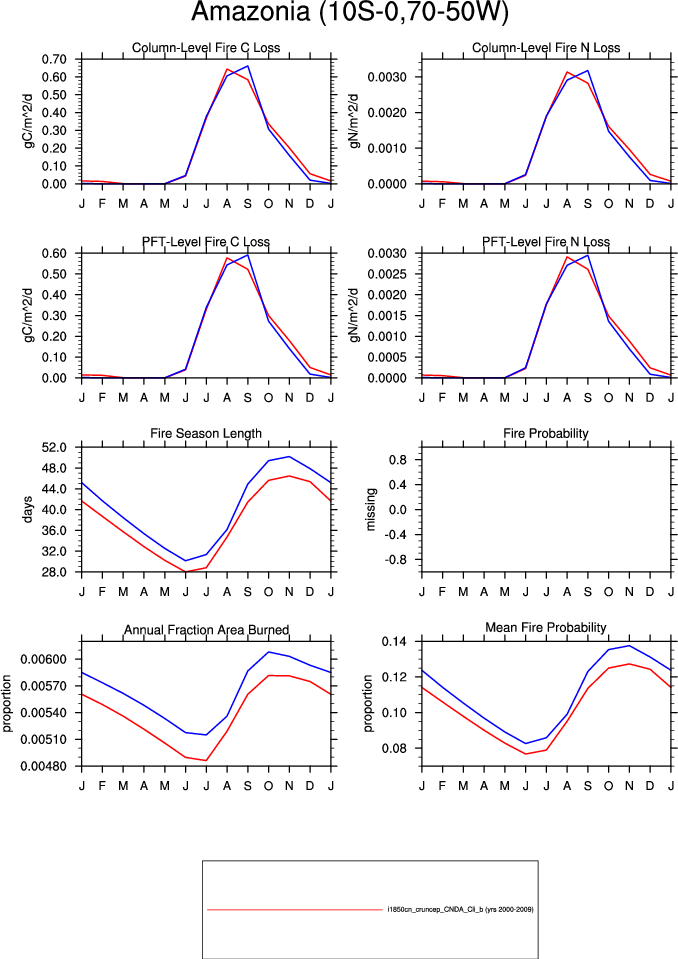 Amazonia (10S-0,70-50W)
Column-Level Fire C Loss
gC/m^2/d
0.70
0.60
0.50
0.40
0.30
0.20
0.10
0.00
J F M A M J J A S O N D J
Column-Level Fire N Loss
gN/m^2/d
0.0030
0.0020
0.0010
0.0000
J F M A M J J A S O N D J
PFT-Level Fire C Loss
gC/m^2/d
0.60
0.50
0.40
0.30
0.20
0.10
0.00
J F M A M J J A S O N D J
PFT-Level Fire N Loss
gN/m^2/d
0.0030
0.0025
0.0020
0.0015
0.0010
0.0005
0.0000
J F M A M J J A S O N D J
Fire Season Length
days
52.0
48.0
44.0
40.0
36.0
32.0
28.0
J F M A M J J A S O N D J
Fire Probability
missing
0.8
0.4
0.0
-0.4
-0.8
J F M A M J J A S O N D J
Annual Fraction Area Burned
proportion
0.00600
0.00570
0.00540
0.00510
0.00480
J F M A M J J A S O N D J
Mean Fire Probability
proportion
0.14
0.12
0.10
0.08
J F M A M J J A S O N D J
i1850cn_cruncep_CNDA_Cli_b (yrs 2000-2009)